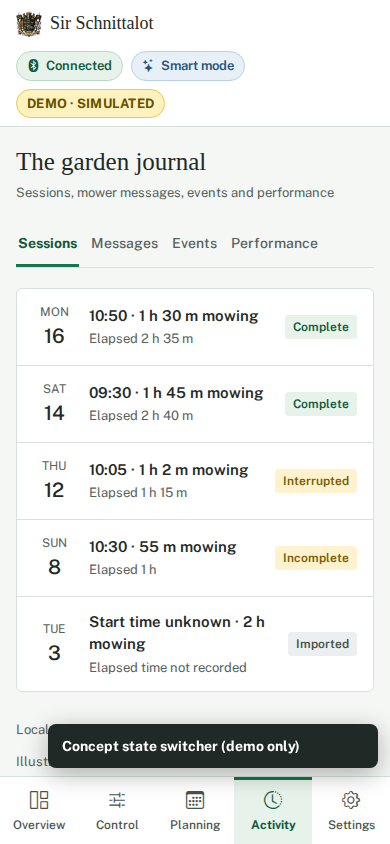 Sir Schnittalot
Connected
Smart mode
DEMO · SIMULATED
The garden journal
Sessions, mower messages, events and performance
Sessions Messages Events Performance
MON
16
10:50 · 1 h 30 m mowing
Elapsed 2 h 35 m
Complete
SAT
14
09:30 · 1 h 45 m mowing
Elapsed 2 h 40 m
Complete
THU
12
10:05 · 1 h 2 m mowing
Elapsed 1 h 15 m
Interrupted
SUN
8
10:30 · 55 m mowing
Elapsed 1 h
Incomplete
TUE
3
Start time unknown · 2 h
mowing
Elapsed time not recorded
Imported
Local
Concept state switcher (demo only)
Overview Control Planning Activity Settings